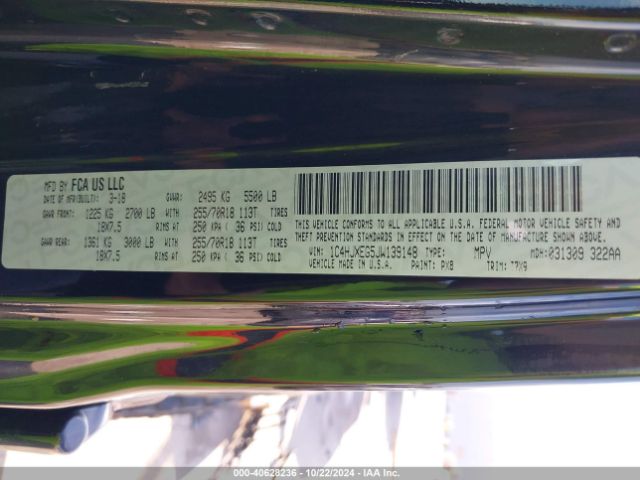 MFD BY FCA US LLC
DATE OF MFR(BUILT): 3-18 GVWR: 2495 KG 5500 LB
GAWR FRONT: 1225 KG 2700 LB WITH 255/70R18 113T TIRES
18X7.5 RIMS AT 250 KPA ( 36 PSI) COLD
GAWR REAR: 1361 KG 3000 LB WITH 255/70R18 113T TIRES
18X7.5 RIMS AT 250 KPA ( 36 PSI) COLD
THIS VEHICLE CONFORMS TO ALL APPLICABLE U.S.A. FEDERAL MOTOR VEHICLE SAFETY AND
THEFT PREVENTION STANDARDS IN EFFECT ON THE DATE OF MANUFACTURE SHOWN ABOVE.
VIN: 1C4HJXEG5JW139148 TYPE: MPV MDH: 031309 322AA
VEHICLE MADE IN U.S.A. PAINT: PX8 TRIM:
000-40628236 - 10/22/2024 - IAA Inc.